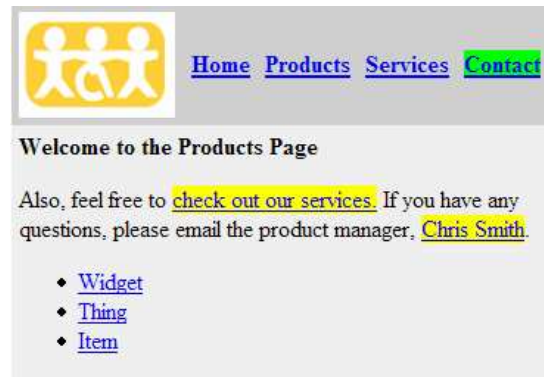 Home Products Services Contact
Welcome to the Products Page
Also, feel free to check out our services. If you have any
questions, please email the product manager, Chris Smith.
Widget
Thing
Item